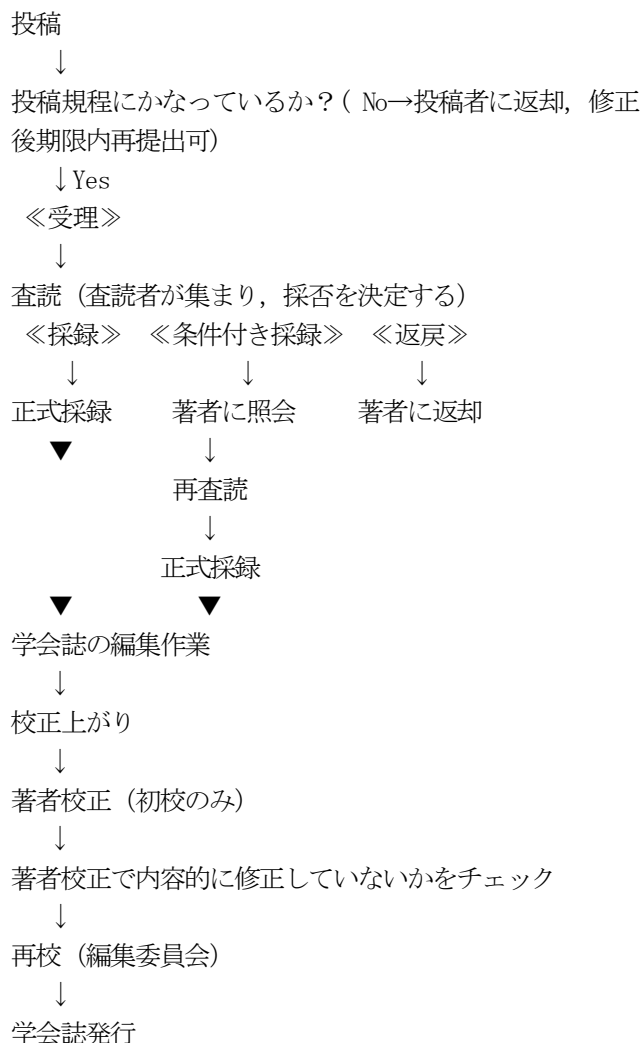 投稿
↓
投稿規程にかなっているか？( No→投稿者に返却，修正
後期限内再提出可)
↓Yes
≪受理≫
↓
査読（査読者が集まり，採否を決定する）
≪採録≫ ≪条件付き採録≫ ≪返戻≫
↓ ↓ ↓
正式採録 著者に照会 著者に返却
▼ ↓
再査読
↓
正式採録
▼ ▼
学会誌の編集作業
↓
校正上がり
↓
著者校正（初校のみ）
↓
著者校正で内容的に修正していないかをチェック
↓
再校（編集委員会）
↓
学会誌発行